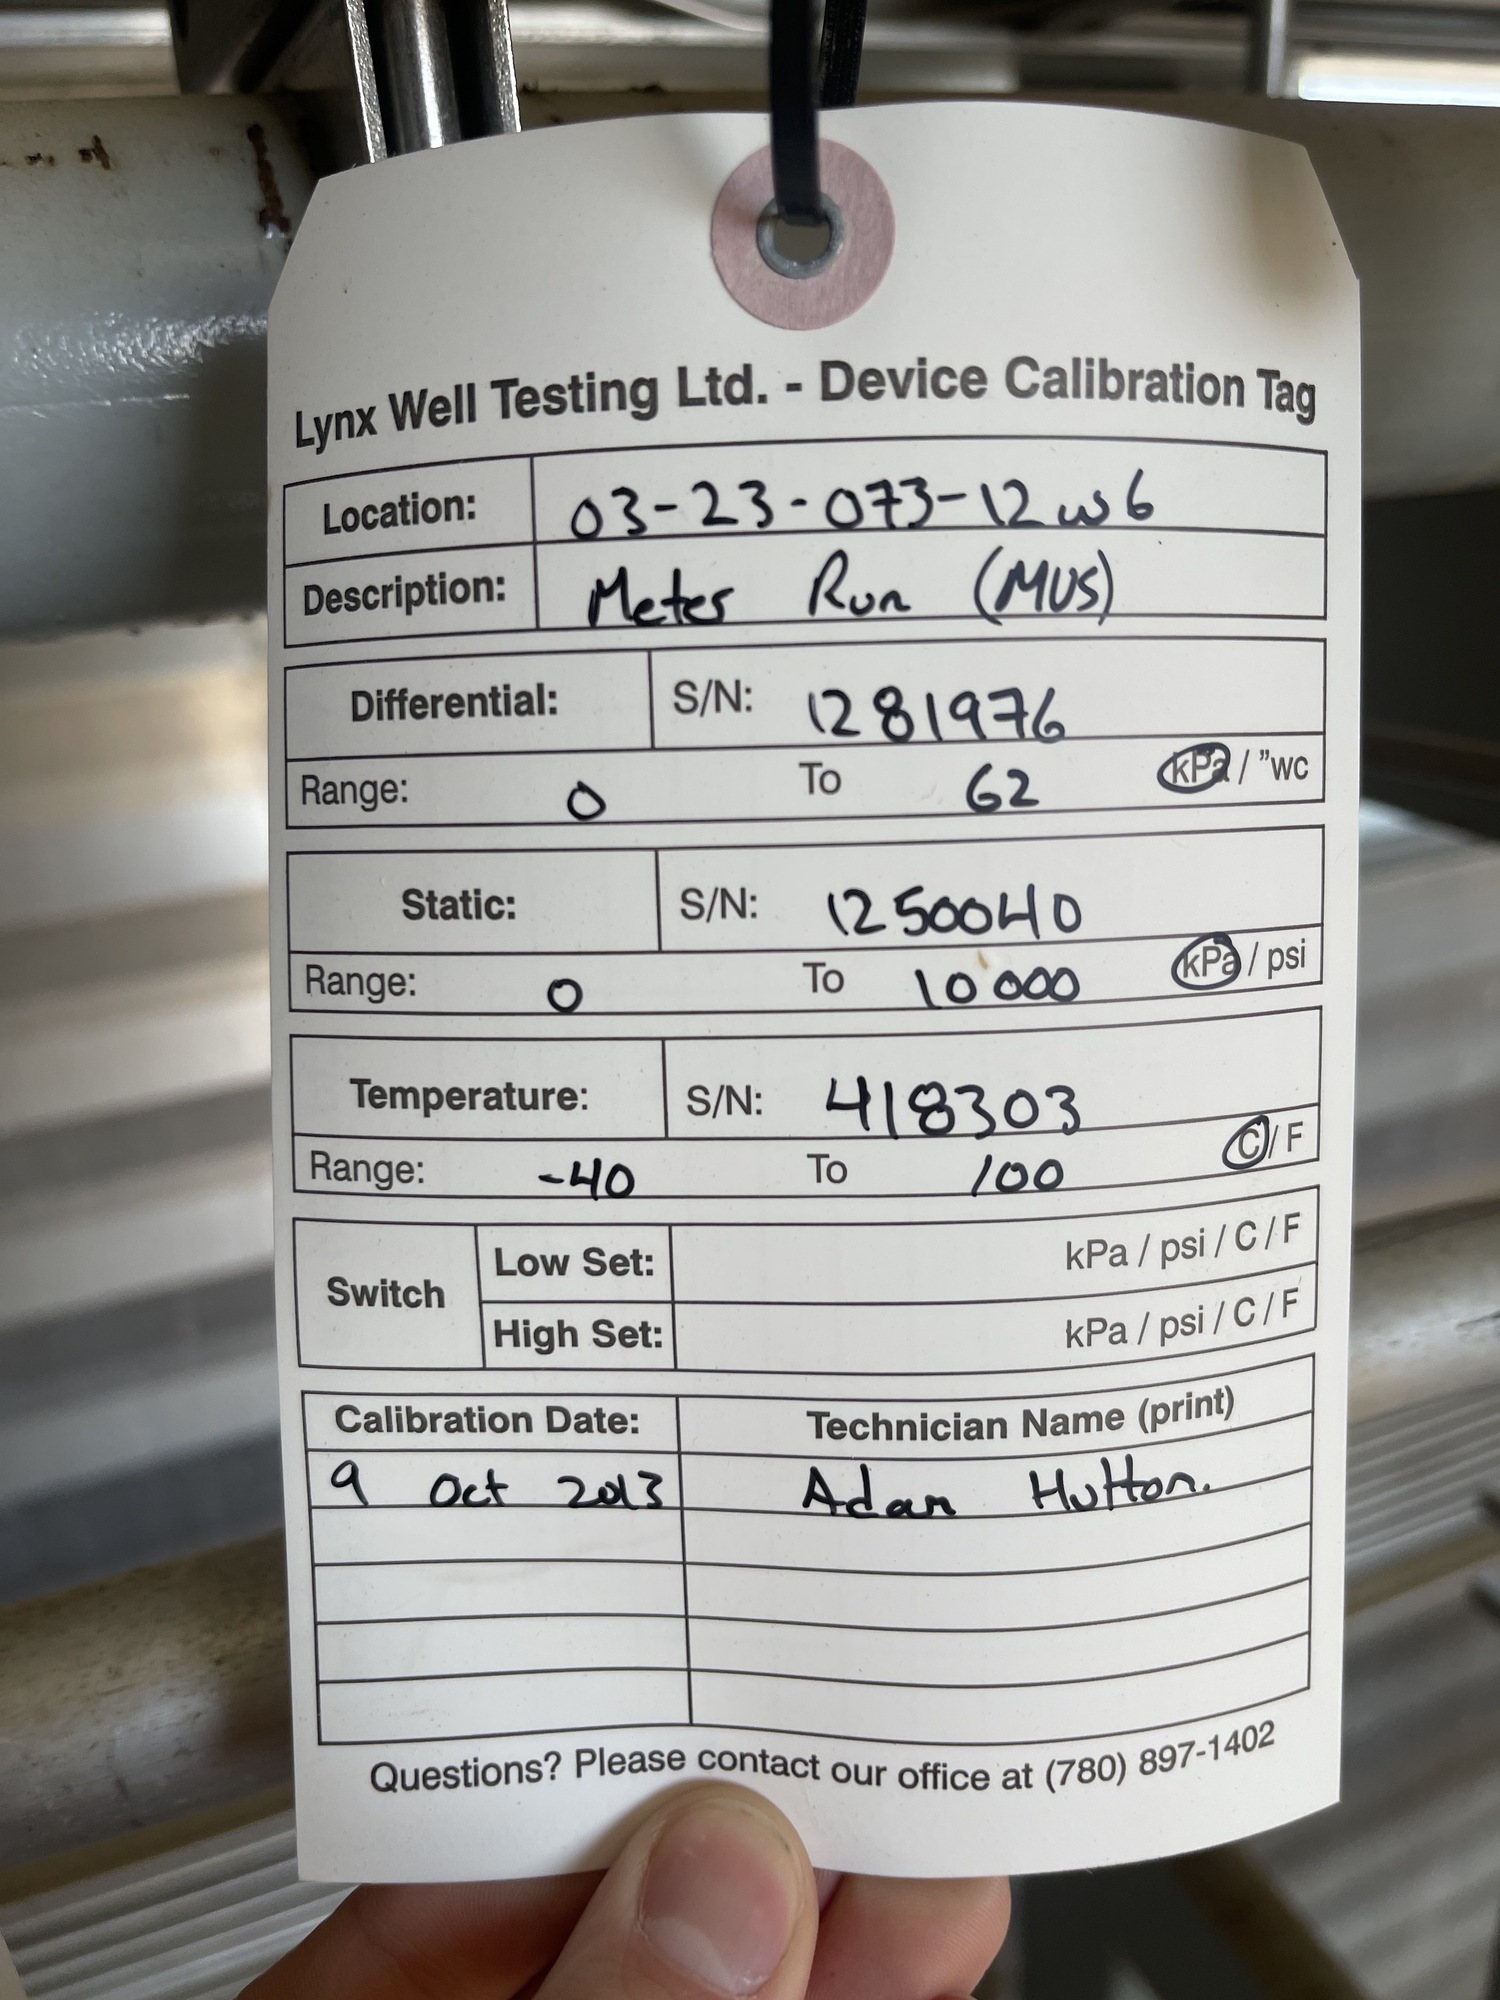 Lynx Well Testing Ltd. - Device Calibration Tag
Location: 03-23-073-12w6
Description: Meter Run (MUS)
Differential: S/N: 1281976
Range: 0 To 62 kPa / "wc
Static: S/N: 1250040
Range: 0 To 10 000 kPa / psi
Temperature: S/N: 418303
Range: -40 To 100 C / F
Switch
Low Set: kPa / psi / C / F
High Set: kPa / psi / C / F
Calibration Date: Technician Name (print)
9 Oct 2013 Adam Hutton.
Questions? Please contact our office at (780) 897-1402